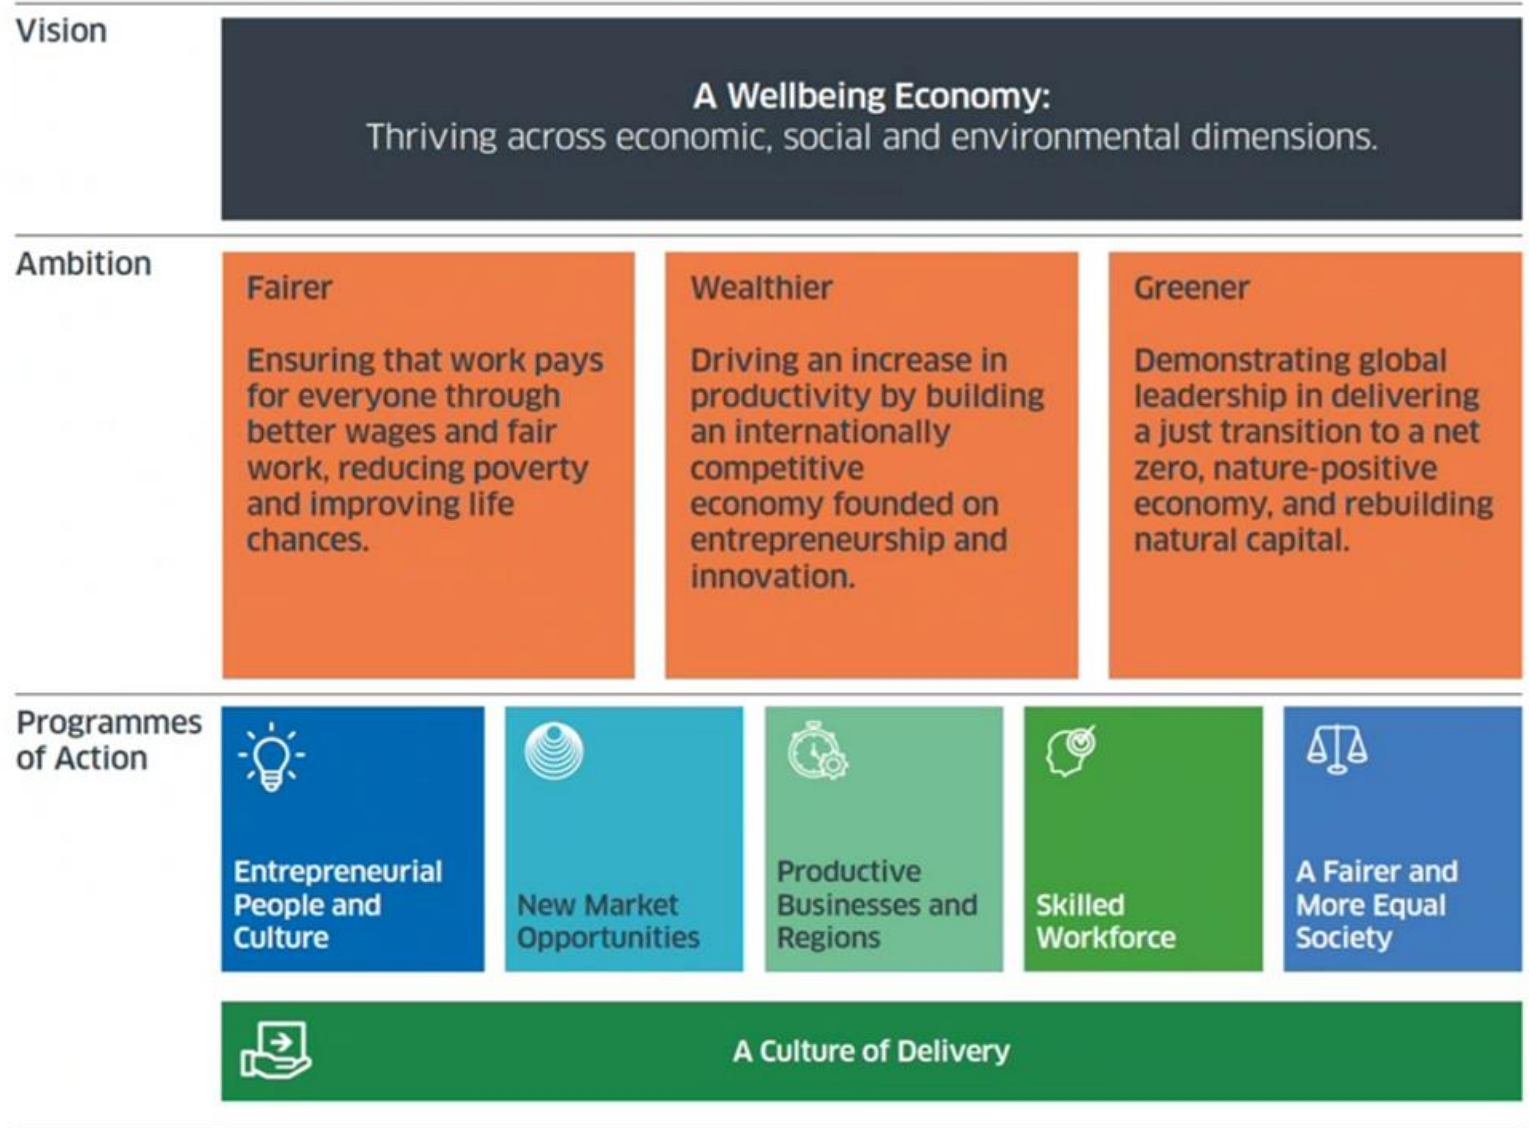 Vision
A Wellbeing Economy:
Thriving across economic, social and environmental dimensions.
Ambition
Fairer
Ensuring that work pays
for everyone through
better wages and fair
work, reducing poverty
and improving life
chances.
Wealthier
Driving an increase in
productivity by building
an internationally
competitive
economy founded on
entrepreneurship and
innovation.
Greener
Demonstrating global
leadership in delivering
a just transition to a net
zero, nature-positive
economy, and rebuilding
natural capital.
Programmes
of Action
Entrepreneurial
People and
Culture
New Market
Opportunities
Productive
Businesses and
Regions
Skilled
Workforce
A Fairer and
More Equal
Society
A Culture of Delivery